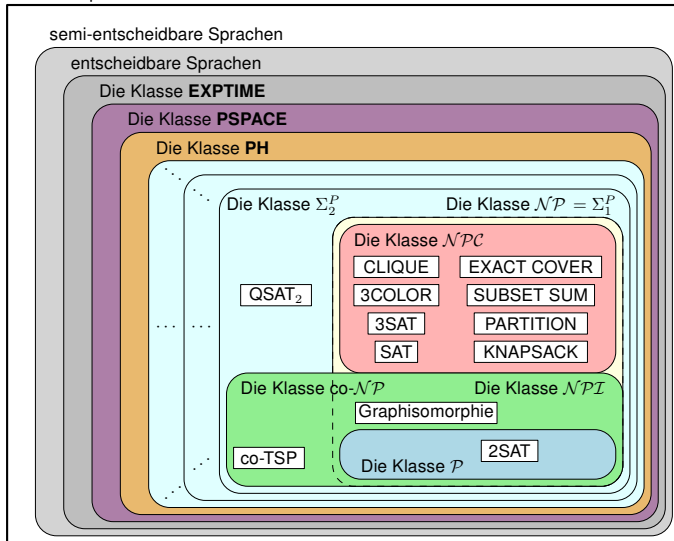 semi-entscheidbare Sprachen
entscheidbare Sprachen
Die Klasse EXPTIME
Die Klasse PSPACE
Die Klasse PH
Die Klasse Σ₂ᴾ
Die Klasse 𝒩𝒫 = Σ₁ᴾ
Die Klasse 𝒩𝒫𝒞
CLIQUE
EXACT COVER
QSAT₂
3COLOR
SUBSET SUM
3SAT
PARTITION
SAT
KNAPSACK
Die Klasse co-𝒩𝒫
Die Klasse 𝒩𝒫ℐ
Graphisomorphie
co-TSP
2SAT
Die Klasse 𝒫